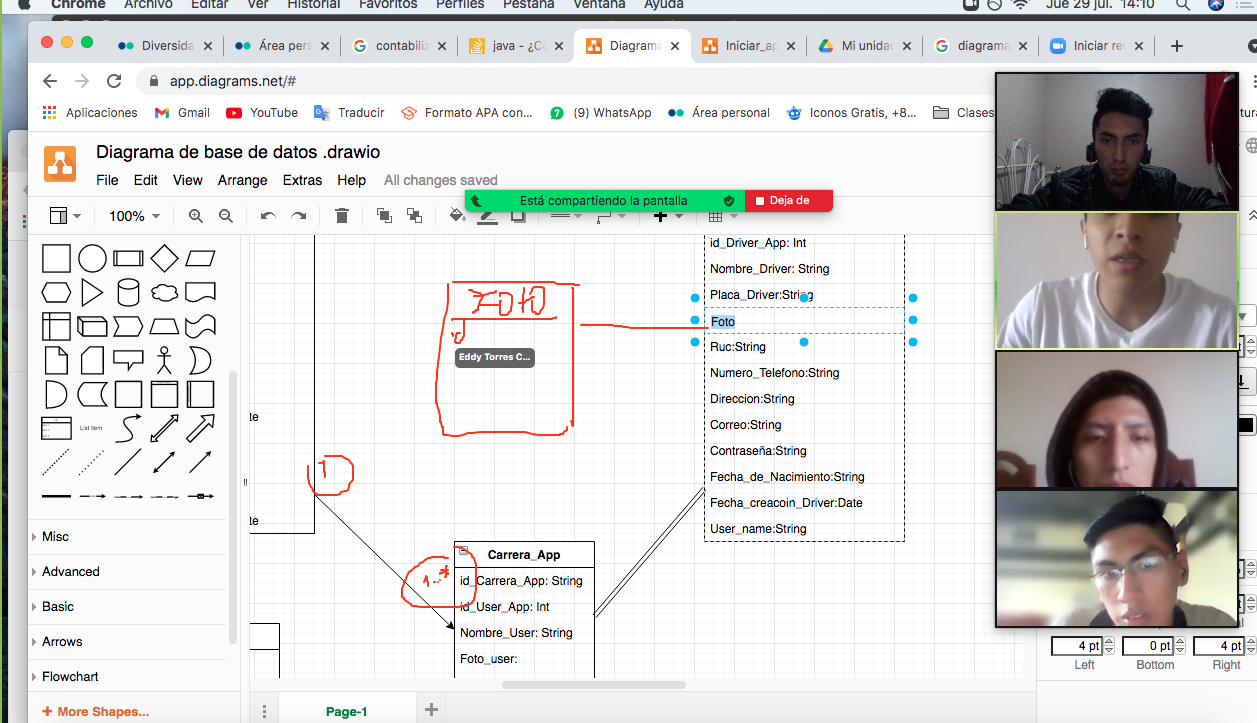 Chrome Archivo Editar Ver Historial Favoritos Perfiles Pestaña Ventana Ayuda Jue 29 jul. 14:10
Diversida Área pers contabiliz java - ¿Co Diagrama Iniciar_ap Mi unidad diagrama Iniciar re
app.diagrams.net/#
Aplicaciones Gmail YouTube Traducir Formato APA con... (9) WhatsApp Área personal Iconos Gratis, +8... Clases
Diagrama de base de datos .drawio
File Edit View Arrange Extras Help All changes saved
Está compartiendo la pantalla Deja de
100%
id_Driver_App: Int
Nombre_Driver: String
Placa_Driver:String
Foto
Ruc:String
Numero_Telefono:String
Direccion:String
Correo:String
Contraseña:String
Fecha_de_Nacimiento:String
Fecha_creacoin_Driver:Date
User_name:String
Foto
id
Eddy Torres C...
List Item
te
1
te
1..*
Carrera_App
id_Carrera_App: String
id_User_App: Int
Nombre_User: String
Foto_user:
Misc
Advanced
Basic
Arrows
Flowchart
+ More Shapes...
Page-1
4 pt 0 pt 4 pt
Left Bottom Right